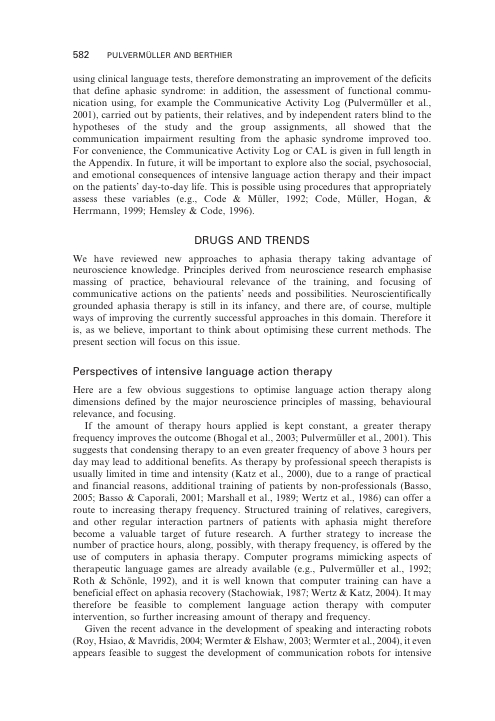 582 PULVERMÜLLER AND BERTHIER
using clinical language tests, therefore demonstrating an improvement of the deficits
that define aphasic syndrome: in addition, the assessment of functional commu-
nication using, for example the Communicative Activity Log (Pulvermüller et al.,
2001), carried out by patients, their relatives, and by independent raters blind to the
hypotheses of the study and the group assignments, all showed that the
communication impairment resulting from the aphasic syndrome improved too.
For convenience, the Communicative Activity Log or CAL is given in full length in
the Appendix. In future, it will be important to explore also the social, psychosocial,
and emotional consequences of intensive language action therapy and their impact
on the patients' day-to-day life. This is possible using procedures that appropriately
assess these variables (e.g., Code & Müller, 1992; Code, Müller, Hogan, &
Herrmann, 1999; Hemsley & Code, 1996).
DRUGS AND TRENDS
We have reviewed new approaches to aphasia therapy taking advantage of
neuroscience knowledge. Principles derived from neuroscience research emphasise
massing of practice, behavioural relevance of the training, and focusing of
communicative actions on the patients' needs and possibilities. Neuroscientifically
grounded aphasia therapy is still in its infancy, and there are, of course, multiple
ways of improving the currently successful approaches in this domain. Therefore it
is, as we believe, important to think about optimising these current methods. The
present section will focus on this issue.
Perspectives of intensive language action therapy
Here are a few obvious suggestions to optimise language action therapy along
dimensions defined by the major neuroscience principles of massing, behavioural
relevance, and focusing.
If the amount of therapy hours applied is kept constant, a greater therapy
frequency improves the outcome (Bhogal et al., 2003; Pulvermüller et al., 2001). This
suggests that condensing therapy to an even greater frequency of above 3 hours per
day may lead to additional benefits. As therapy by professional speech therapists is
usually limited in time and intensity (Katz et al., 2000), due to a range of practical
and financial reasons, additional training of patients by non-professionals (Basso,
2005; Basso & Caporali, 2001; Marshall et al., 1989; Wertz et al., 1986) can offer a
route to increasing therapy frequency. Structured training of relatives, caregivers,
and other regular interaction partners of patients with aphasia might therefore
become a valuable target of future research. A further strategy to increase the
number of practice hours, along, possibly, with therapy frequency, is offered by the
use of computers in aphasia therapy. Computer programs mimicking aspects of
therapeutic language games are already available (e.g., Pulvermüller et al., 1992;
Roth & Schönle, 1992), and it is well known that computer training can have a
beneficial effect on aphasia recovery (Stachowiak, 1987; Wertz & Katz, 2004). It may
therefore be feasible to complement language action therapy with computer
intervention, so further increasing amount of therapy and frequency.
Given the recent advance in the development of speaking and interacting robots
(Roy, Hsiao, & Mavridis, 2004; Wermter & Elshaw, 2003; Wermter et al., 2004), it even
appears feasible to suggest the development of communication robots for intensive